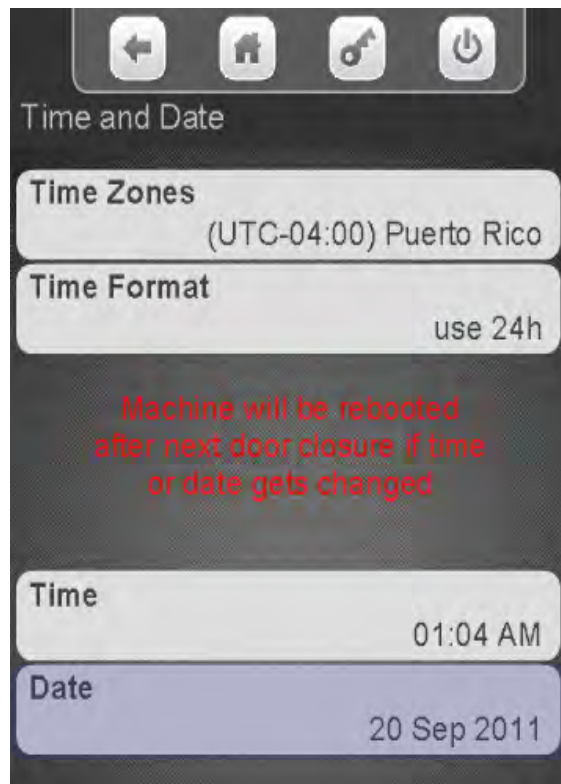 Time and Date
Time Zones
(UTC-04:00) Puerto Rico
Time Format
use 24h
Machine will be rebooted
after next door closure if time
or date gets changed
Time
01:04 AM
Date
20 Sep 2011